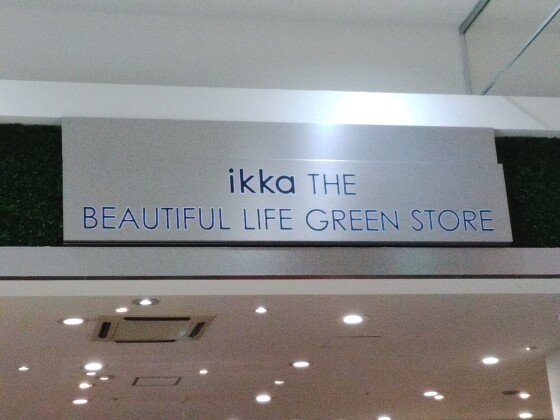 ikka THE
BEAUTIFUL LIFE GREEN STORE